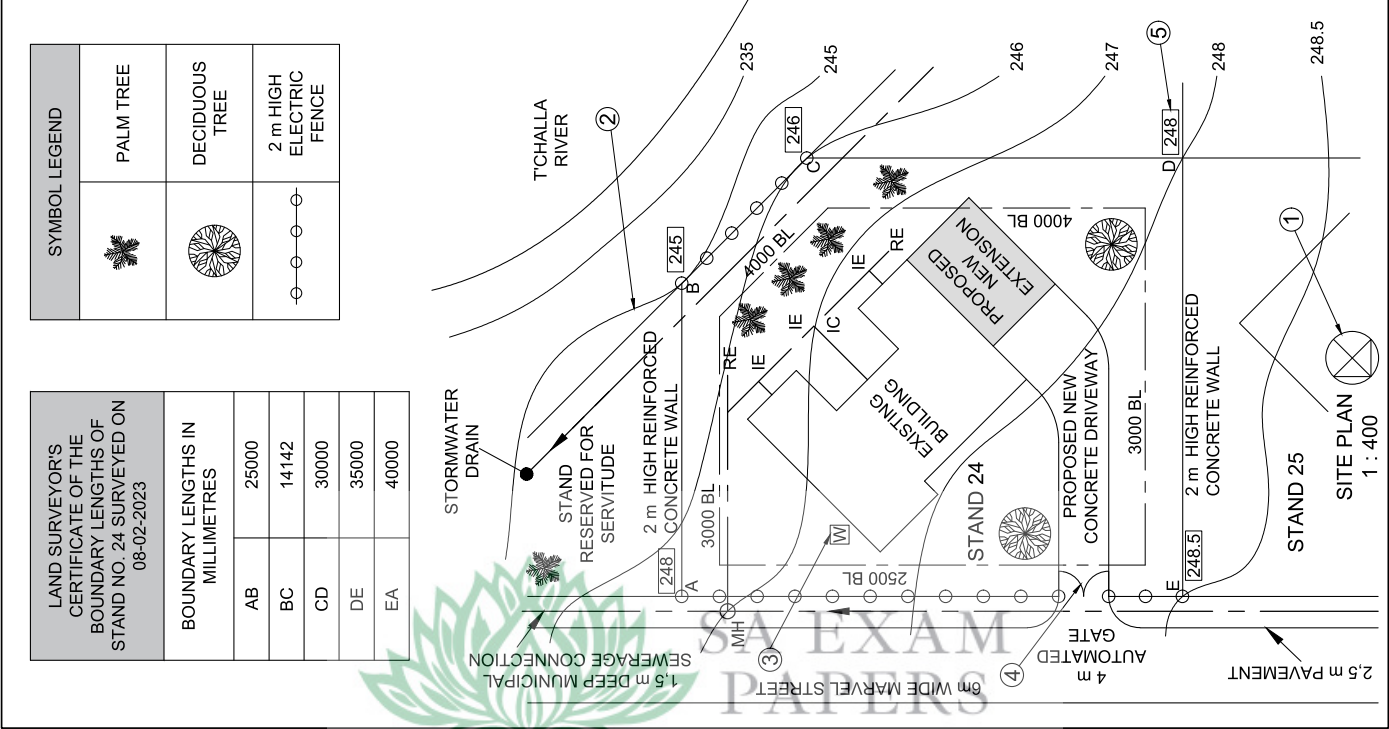 LAND SURVEYOR'S
CERTIFICATE OF THE
BOUNDARY LENGTHS OF
STAND NO. 24 SURVEYED ON
08-02-2023
BOUNDARY LENGTHS IN
MILLIMETRES
AB 25000
BC 14142
CD 30000
DE 35000
EA 40000
SYMBOL LEGEND
PALM TREE
DECIDUOUS
TREE
2 m HIGH
ELECTRIC
FENCE
STORMWATER
DRAIN
T'CHALLA
RIVER
2
235
245
246
247
248
248.5
STAND
RESERVED FOR
SERVITUDE
245
B
246
C
2 m HIGH REINFORCED
CONCRETE WALL
3000 BL
4000 BL
248
A
RE
IE
IE
IC
IE
RE
MH
W
3
EXISTING
BUILDING
PROPOSED
NEW
EXTENSION
4000 BL
2500 BL
STAND 24
PROPOSED NEW
CONCRETE DRIVEWAY
3000 BL
248
D
5
E
248.5
2 m HIGH REINFORCED
CONCRETE WALL
1,5 m DEEP MUNICIPAL
SEWERAGE CONNECTION
6m WIDE MARVEL STREET
4
4 m
AUTOMATED
GATE
2,5 m PAVEMENT
STAND 25
1
SITE PLAN
1 : 400
SA EXAM
PAPERS